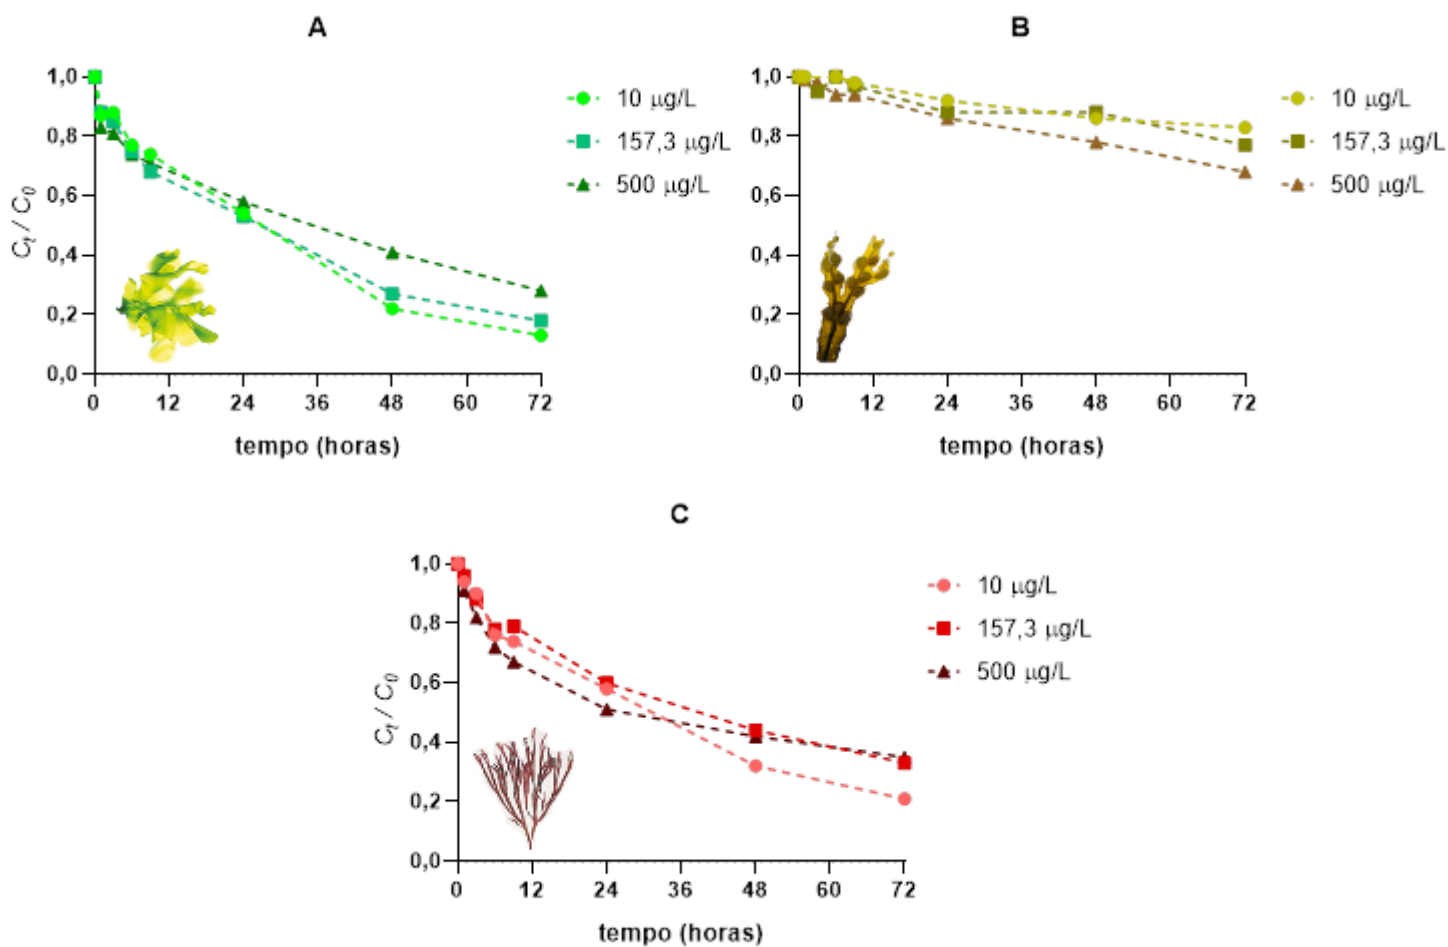 A
1,0
0,8
0,6
0,4
0,2
0,0
Ct / C0
0 12 24 36 48 60 72
tempo (horas)
10 µg/L
157,3 µg/L
500 µg/L
B
1,0
0,8
0,6
0,4
0,2
0,0
0 12 24 36 48 60 72
tempo (horas)
10 µg/L
157,3 µg/L
500 µg/L
C
1,0
0,8
0,6
0,4
0,2
0,0
Ct / C0
0 12 24 36 48 60 72
tempo (horas)
10 µg/L
157,3 µg/L
500 µg/L